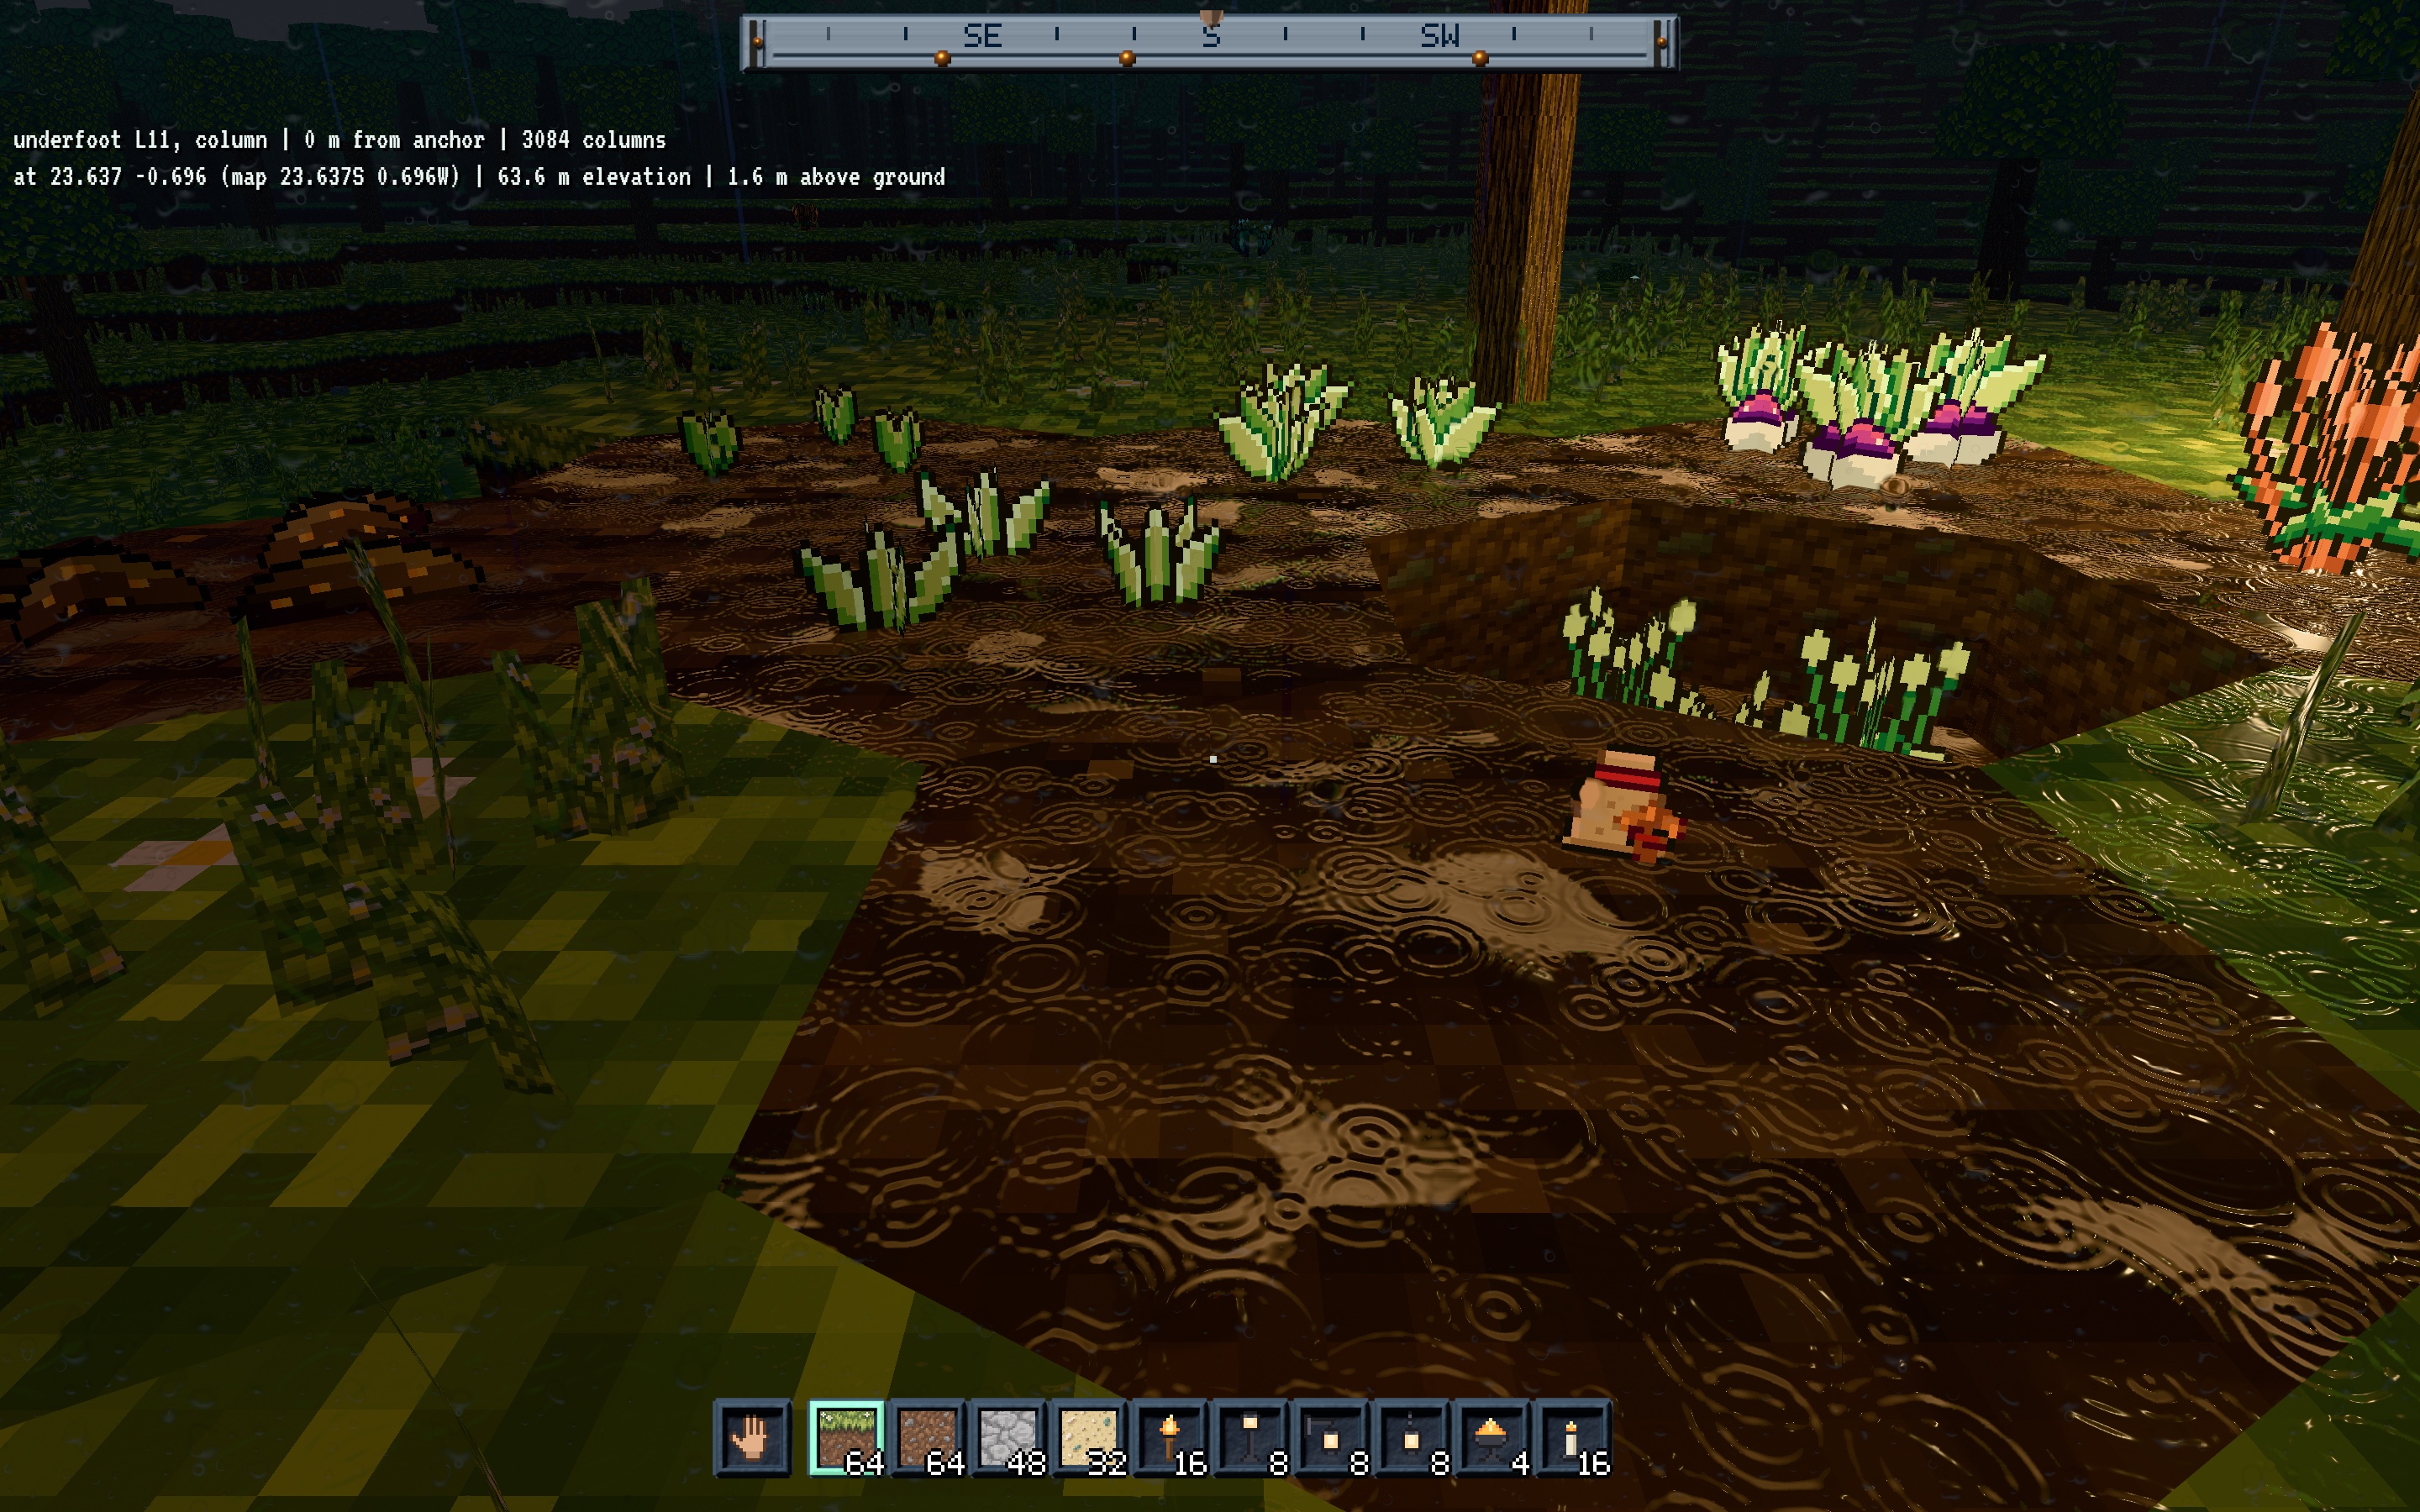 SE S SW
underfoot L11, column | 0 m from anchor | 3084 columns
at 23.637 -0.696 (map 23.637S 0.696W) | 63.6 m elevation | 1.6 m above ground
64 64 48 32 16 8 8 8 4 16